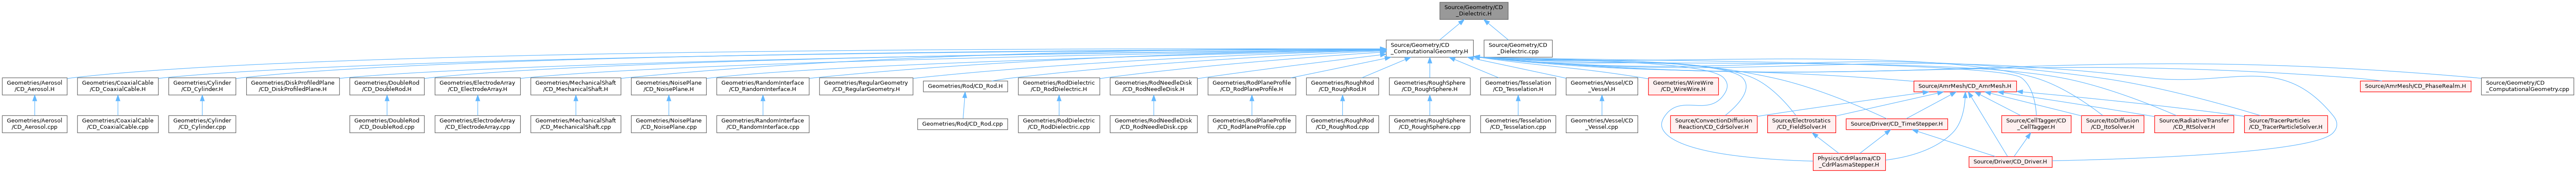 Source/Geometry/CD
_Dielectric.H
Source/Geometry/CD
_ComputationalGeometry.H
Source/Geometry/CD
_Dielectric.cpp
Geometries/Aerosol
/CD_Aerosol.H
Geometries/CoaxialCable
/CD_CoaxialCable.H
Geometries/Cylinder
/CD_Cylinder.H
Geometries/DiskProfiledPlane
/CD_DiskProfiledPlane.H
Geometries/DoubleRod
/CD_DoubleRod.H
Geometries/ElectrodeArray
/CD_ElectrodeArray.H
Geometries/MechanicalShaft
/CD_MechanicalShaft.H
Geometries/NoisePlane
/CD_NoisePlane.H
Geometries/RandomInterface
/CD_RandomInterface.H
Geometries/RegularGeometry
/CD_RegularGeometry.H
Geometries/Rod/CD_Rod.H
Geometries/RodDielectric
/CD_RodDielectric.H
Geometries/RodNeedleDisk
/CD_RodNeedleDisk.H
Geometries/RodPlaneProfile
/CD_RodPlaneProfile.H
Geometries/RoughRod
/CD_RoughRod.H
Geometries/RoughSphere
/CD_RoughSphere.H
Geometries/Tesselation
/CD_Tesselation.H
Geometries/Vessel/CD
_Vessel.H
Geometries/WireWire
/CD_WireWire.H
Source/AmrMesh/CD_AmrMesh.H
Source/AmrMesh/CD_PhaseRealm.H
Source/Geometry/CD
_ComputationalGeometry.cpp
Geometries/Aerosol
/CD_Aerosol.cpp
Geometries/CoaxialCable
/CD_CoaxialCable.cpp
Geometries/Cylinder
/CD_Cylinder.cpp
Geometries/DoubleRod
/CD_DoubleRod.cpp
Geometries/ElectrodeArray
/CD_ElectrodeArray.cpp
Geometries/MechanicalShaft
/CD_MechanicalShaft.cpp
Geometries/NoisePlane
/CD_NoisePlane.cpp
Geometries/RandomInterface
/CD_RandomInterface.cpp
Geometries/Rod/CD_Rod.cpp
Geometries/RodDielectric
/CD_RodDielectric.cpp
Geometries/RodNeedleDisk
/CD_RodNeedleDisk.cpp
Geometries/RodPlaneProfile
/CD_RodPlaneProfile.cpp
Geometries/RoughRod
/CD_RoughRod.cpp
Geometries/RoughSphere
/CD_RoughSphere.cpp
Geometries/Tesselation
/CD_Tesselation.cpp
Geometries/Vessel/CD
_Vessel.cpp
Source/ConvectionDiffusion
Reaction/CD_CdrSolver.H
Source/Electrostatics
/CD_FieldSolver.H
Source/Driver/CD_TimeStepper.H
Source/CellTagger/CD
_CellTagger.H
Source/ItoDiffusion
/CD_ItoSolver.H
Source/RadiativeTransfer
/CD_RtSolver.H
Source/TracerParticles
/CD_TracerParticleSolver.H
Physics/CdrPlasma/CD
_CdrPlasmaStepper.H
Source/Driver/CD_Driver.H